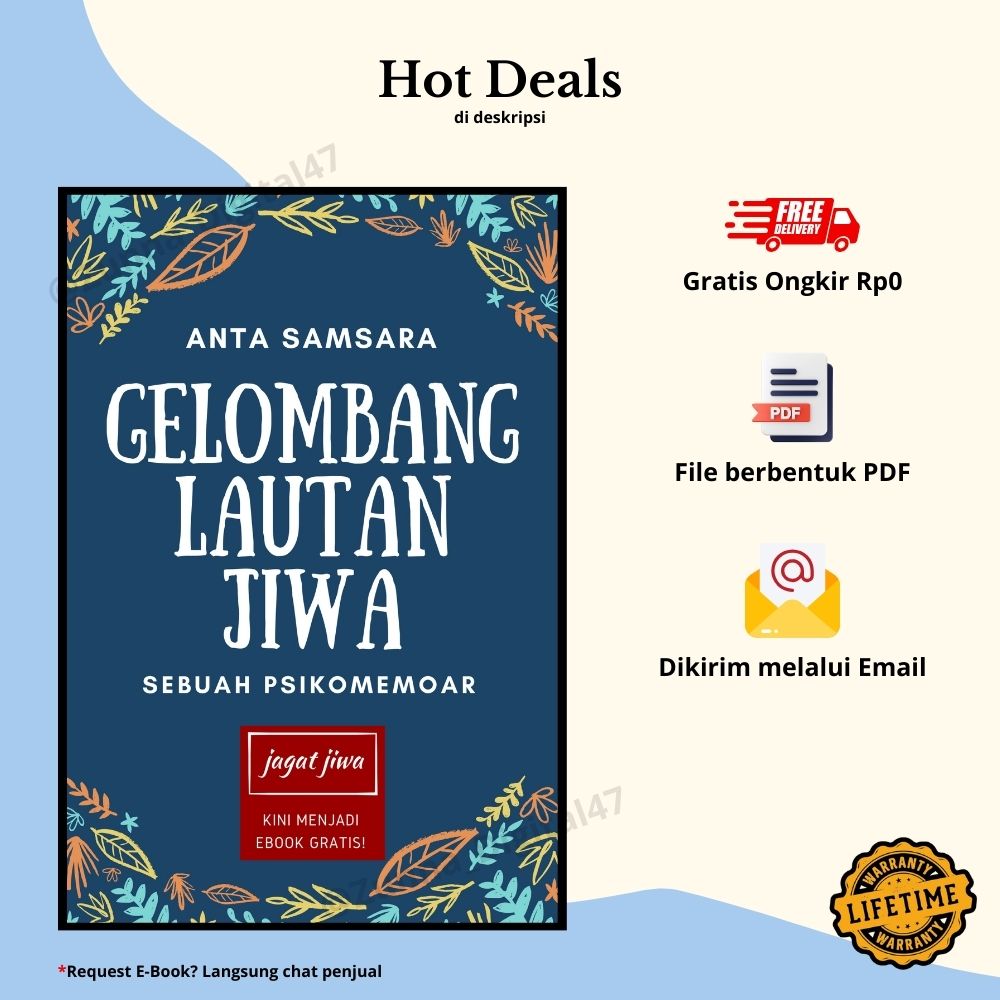 Hot Deals
di deskripsi
ANTA SAMSARA
GELOMBANG
LAUTAN
JIWA
SEBUAH PSIKOMEMOAR
jagat jiwa
KINI MENJADI
EBOOK GRATIS!
FREE
DELIVERY
Gratis Ongkir Rp0
PDF
File berbentuk PDF
@
Dikirim melalui Email
WARRANTY
LIFETIME
WARRANTY
*Request E-Book? Langsung chat penjual